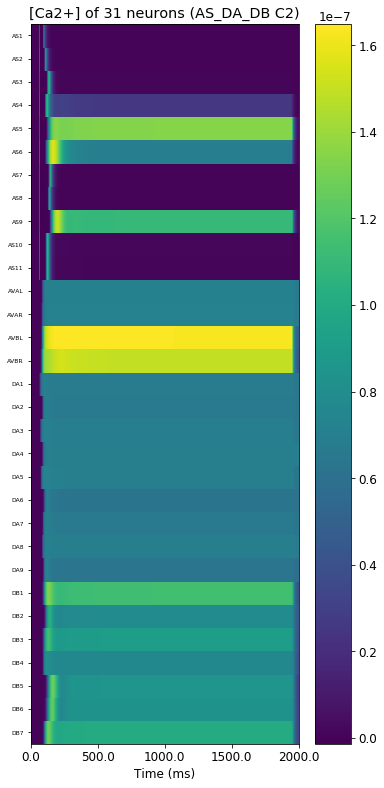 [Ca2+] of 31 neurons (AS_DA_DB C2)
1e−7
AS1
AS2
AS3
AS4
AS5
AS6
AS7
AS8
AS9
AS10
AS11
AVAL
AVAR
AVBL
AVBR
DA1
DA2
DA3
DA4
DA5
DA6
DA7
DA8
DA9
DB1
DB2
DB3
DB4
DB5
DB6
DB7
1.6
1.4
1.2
1.0
0.8
0.6
0.4
0.2
0.0
0.0 500.0 1000.0 1500.0 2000.0
Time (ms)